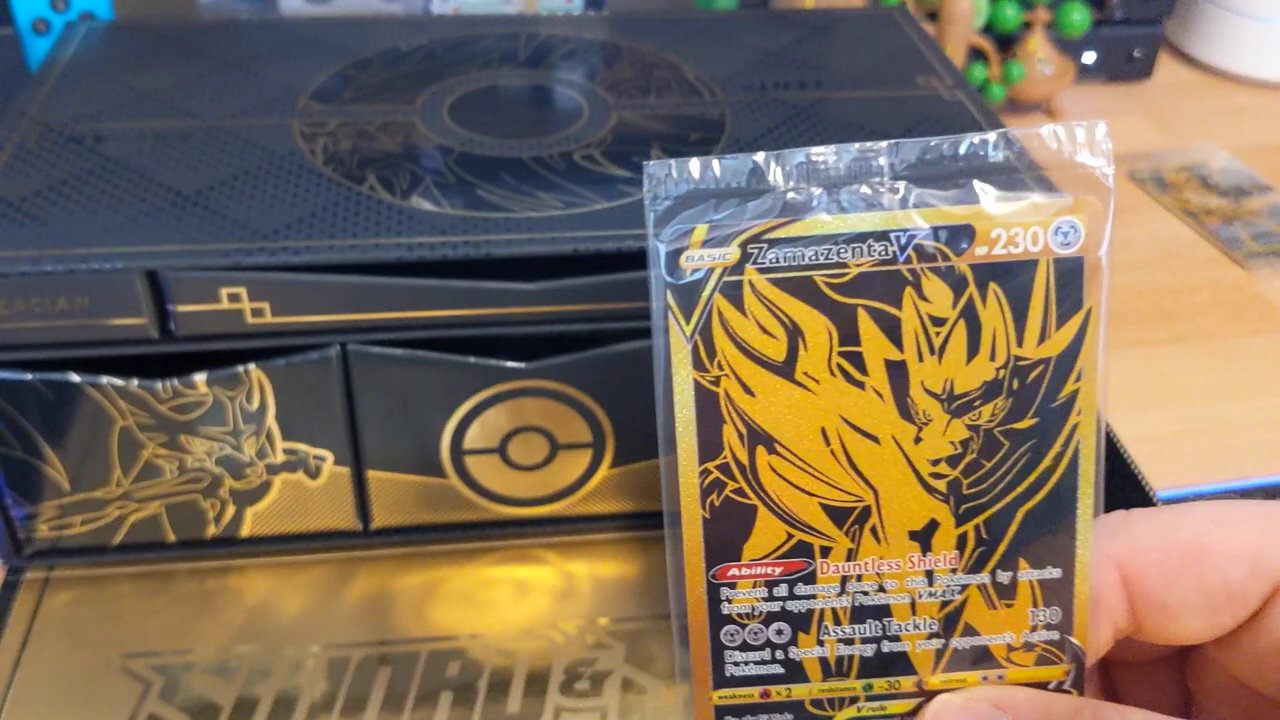 BASIC Zamazenta V HP 230
ZACIAN
Ability Dauntless Shield
Prevent all damage done to this Pokémon by attacks
from your opponent's Pokémon VMAX.
Assault Tackle 130
Discard a Special Energy from your opponent's Active
Pokémon.
weakness ×2 resistance -30 retreat
V rule
SWORD &